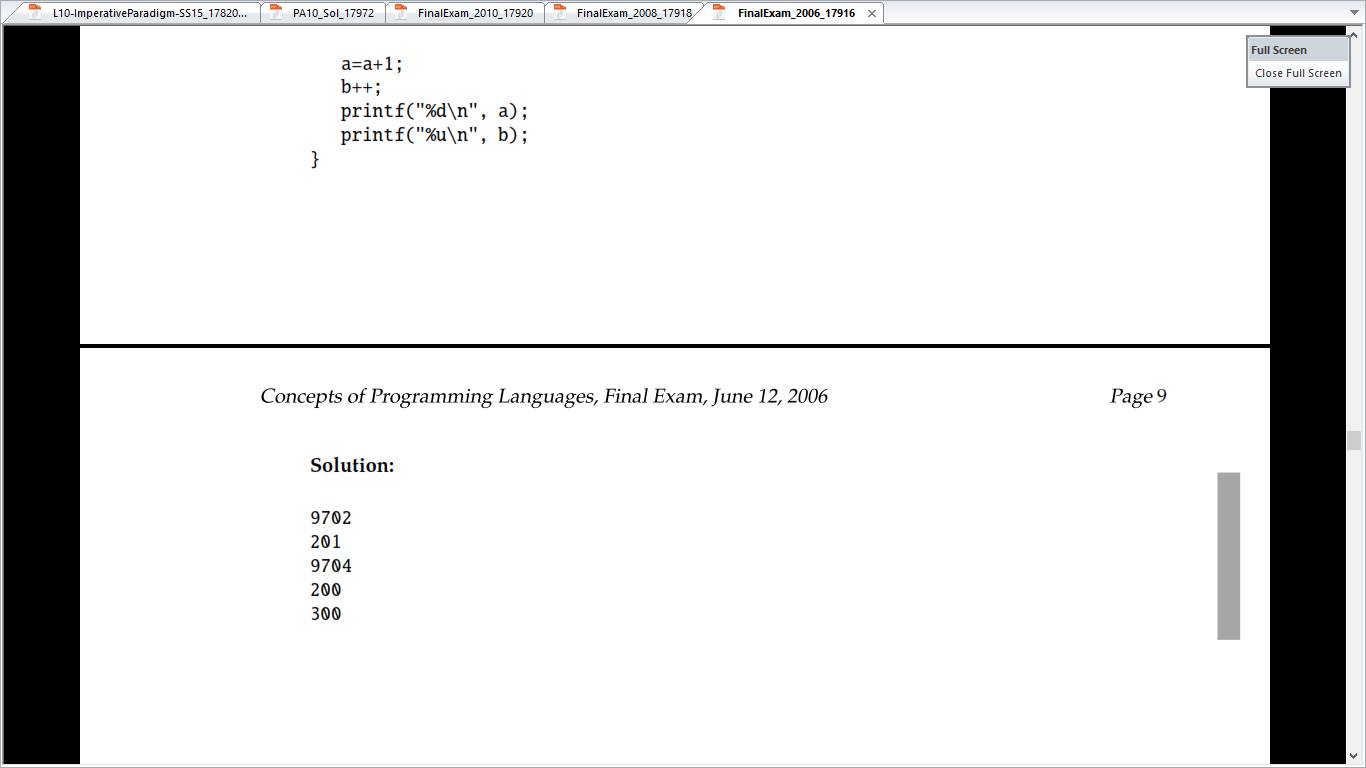 L10-ImperativeParadigm-SS15_17820...
PA10_Sol_17972
FinalExam_2010_17920
FinalExam_2008_17918
FinalExam_2006_17916
Full Screen
Close Full Screen
a=a+1;
b++;
printf("%d\n", a);
printf("%u\n", b);
}
Concepts of Programming Languages, Final Exam, June 12, 2006 Page 9
Solution:
9702
201
9704
200
300